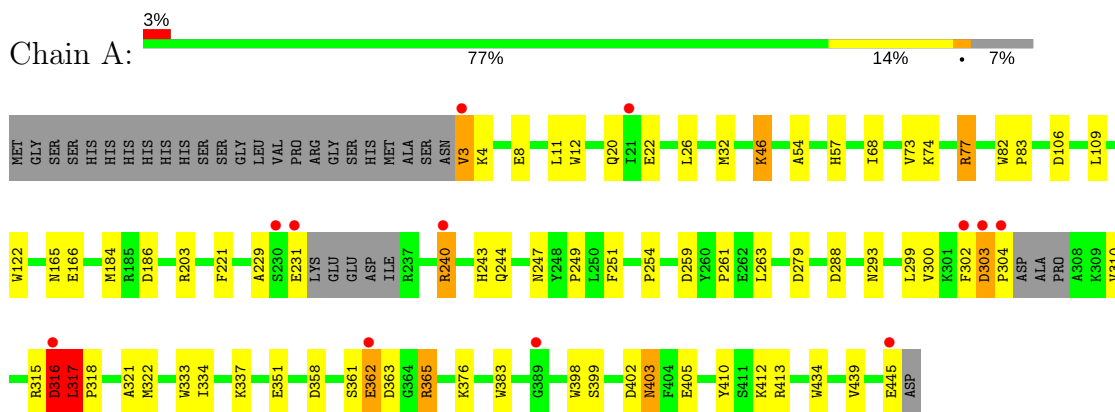 3%
Chain A:
77% 14% • 7%
MET GLY SER SER HIS HIS HIS HIS HIS HIS SER SER GLY LEU VAL PRO ARG GLY SER HIS MET ALA SER ASN V3 K4 E8 L11 W12 Q20 I21 E22 L26 M32 K46 A54 H57 I68 V73 K74 R77 W82 P83 D106 L109
W122 N165 E166 M184 R185 D186 R203 F221 A229 S230 E231 LYS GLU GLU ASP ILE R237 R240 H243 Q244 N247 Y248 P249 L250 F251 P254 D259 Y260 P261 E262 L263 D279 D288 N293 L299 V300 K301 F302 D303 P304 ASP ALA PRO A308 K309
R315 D316 L317 P318 A321 M322 W333 I334 K337 E351 D358 S361 E362 D363 G364 R365 K376 W383 G389 W398 S399 D402 N403 F404 E405 Y410 S411 K412 R413 W434 V439 E445 ASP